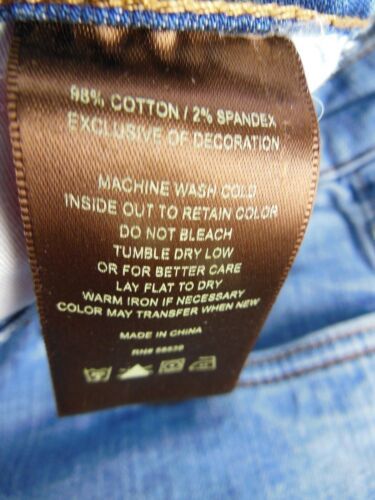 98% COTTON / 2% SPANDEX
EXCLUSIVE OF DECORATION
MACHINE WASH COLD
INSIDE OUT TO RETAIN COLOR
DO NOT BLEACH
TUMBLE DRY LOW
OR FOR BETTER CARE
LAY FLAT TO DRY
WARM IRON IF NECESSARY
COLOR MAY TRANSFER WHEN NEW
MADE IN CHINA
RN#